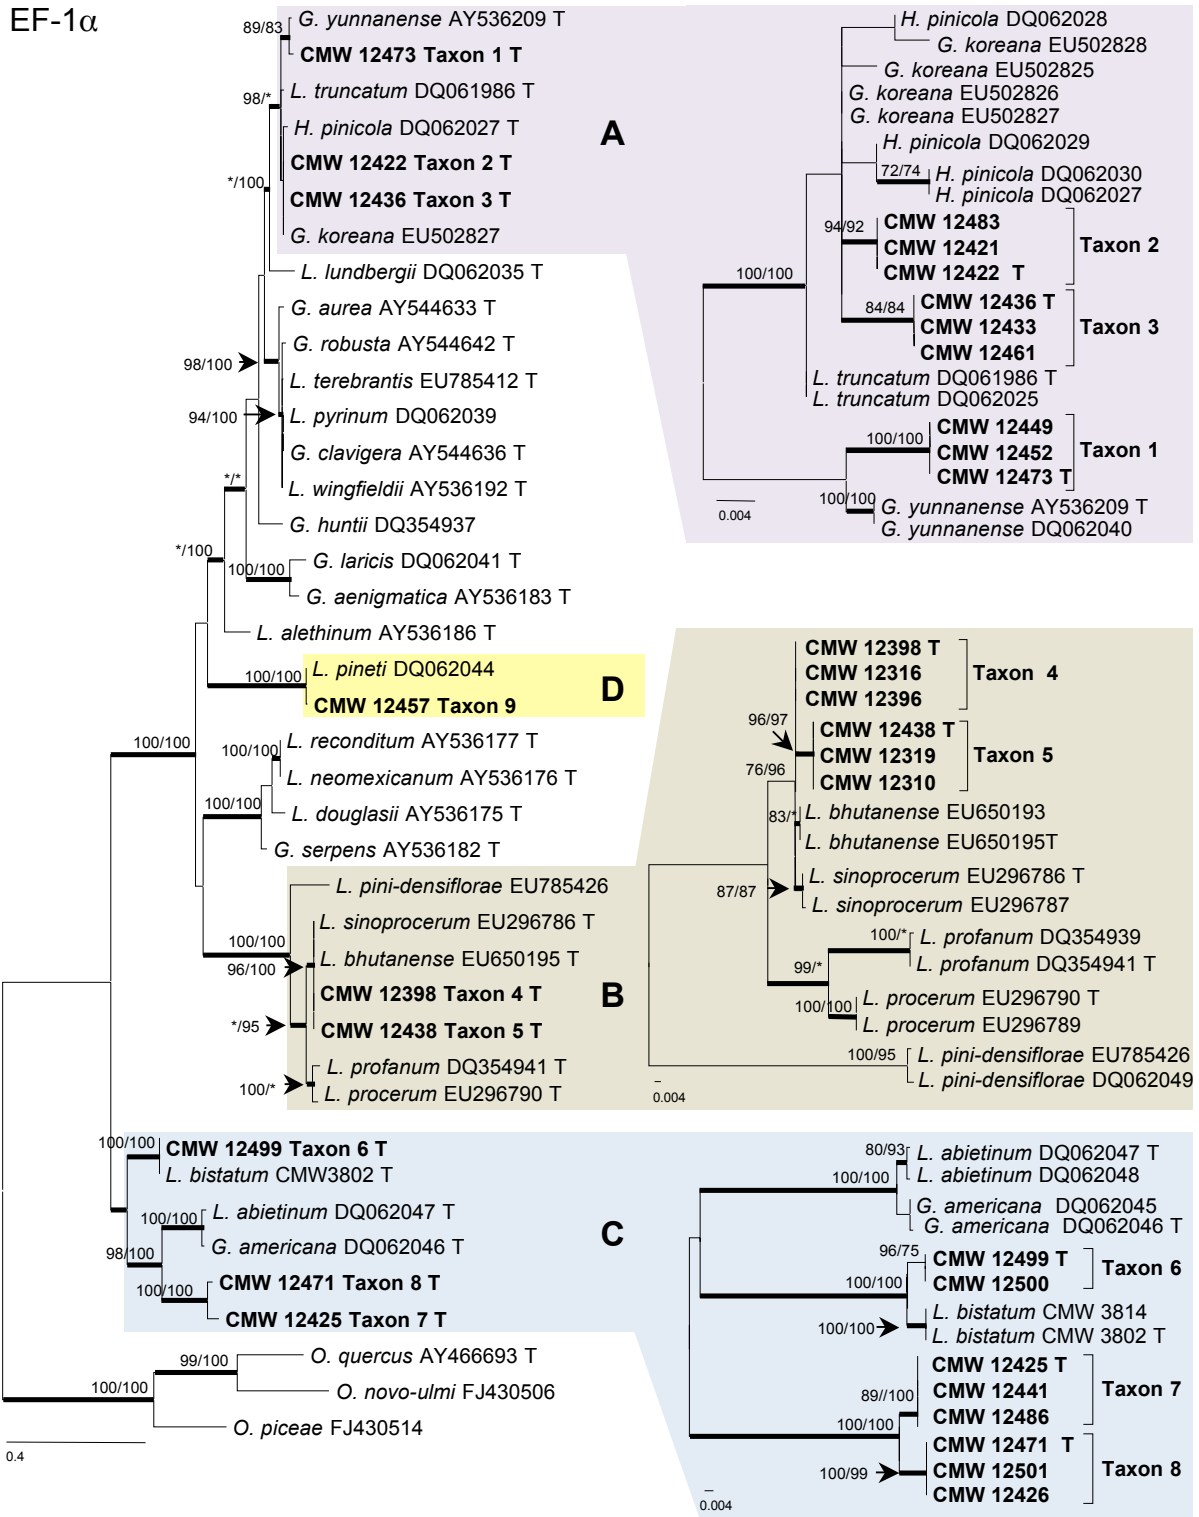 EF-1α
89/83
G. yunnanense AY536209 T
CMW 12473 Taxon 1 T
98/*
L. truncatum DQ061986 T
H. pinicola DQ062027 T
CMW 12422 Taxon 2 T
CMW 12436 Taxon 3 T
G. koreana EU502827
A
*/100
L. lundbergii DQ062035 T
G. aurea AY544633 T
G. robusta AY544642 T
98/100
L. terebrantis EU785412 T
94/100
L. pyrinum DQ062039
G. clavigera AY544636 T
L. wingfieldii AY536192 T
*/*
G. huntii DQ354937
*/100
G. laricis DQ062041 T
100/100
G. aenigmatica AY536183 T
L. alethinum AY536186 T
100/100
L. pineti DQ062044
CMW 12457 Taxon 9
D
100/100
100/100
L. reconditum AY536177 T
L. neomexicanum AY536176 T
100/100
L. douglasii AY536175 T
G. serpens AY536182 T
L. pini-densiflorae EU785426
L. sinoprocerum EU296786 T
100/100
L. bhutanense EU650195 T
96/100
CMW 12398 Taxon 4 T
B
*/95
CMW 12438 Taxon 5 T
L. profanum DQ354941 T
100/*
L. procerum EU296790 T
100/100
CMW 12499 Taxon 6 T
L. bistatum CMW3802 T
100/100
L. abietinum DQ062047 T
C
98/100
G. americana DQ062046 T
CMW 12471 Taxon 8 T
100/100
CMW 12425 Taxon 7 T
99/100
O. quercus AY466693 T
100/100
O. novo-ulmi FJ430506
O. piceae FJ430514
0.4
H. pinicola DQ062028
G. koreana EU502828
G. koreana EU502825
G. koreana EU502826
G. koreana EU502827
H. pinicola DQ062029
72/74
H. pinicola DQ062030
H. pinicola DQ062027
94/92
CMW 12483
CMW 12421
Taxon 2
CMW 12422 T
100/100
84/84
CMW 12436 T
CMW 12433
Taxon 3
CMW 12461
L. truncatum DQ061986 T
L. truncatum DQ062025
CMW 12449
100/100
CMW 12452
Taxon 1
CMW 12473 T
100/100
G. yunnanense AY536209 T
G. yunnanense DQ062040
0.004
CMW 12398 T
CMW 12316
Taxon 4
CMW 12396
96/97
CMW 12438 T
CMW 12319
Taxon 5
CMW 12310
76/96
83/*
L. bhutanense EU650193
L. bhutanense EU650195T
87/87
L. sinoprocerum EU296786 T
L. sinoprocerum EU296787
100/*
L. profanum DQ354939
L. profanum DQ354941 T
99/*
100/100
L. procerum EU296790 T
L. procerum EU296789
100/95
L. pini-densiflorae EU785426
L. pini-densiflorae DQ062049
0.004
80/93
L. abietinum DQ062047 T
L. abietinum DQ062048
100/100
G. americana DQ062045
G. americana DQ062046 T
96/75
CMW 12499 T
Taxon 6
100/100
CMW 12500
L. bistatum CMW 3814
100/100
L. bistatum CMW 3802 T
CMW 12425 T
89//100
CMW 12441
Taxon 7
CMW 12486
100/100
CMW 12471 T
100/99
CMW 12501
Taxon 8
CMW 12426
0.004